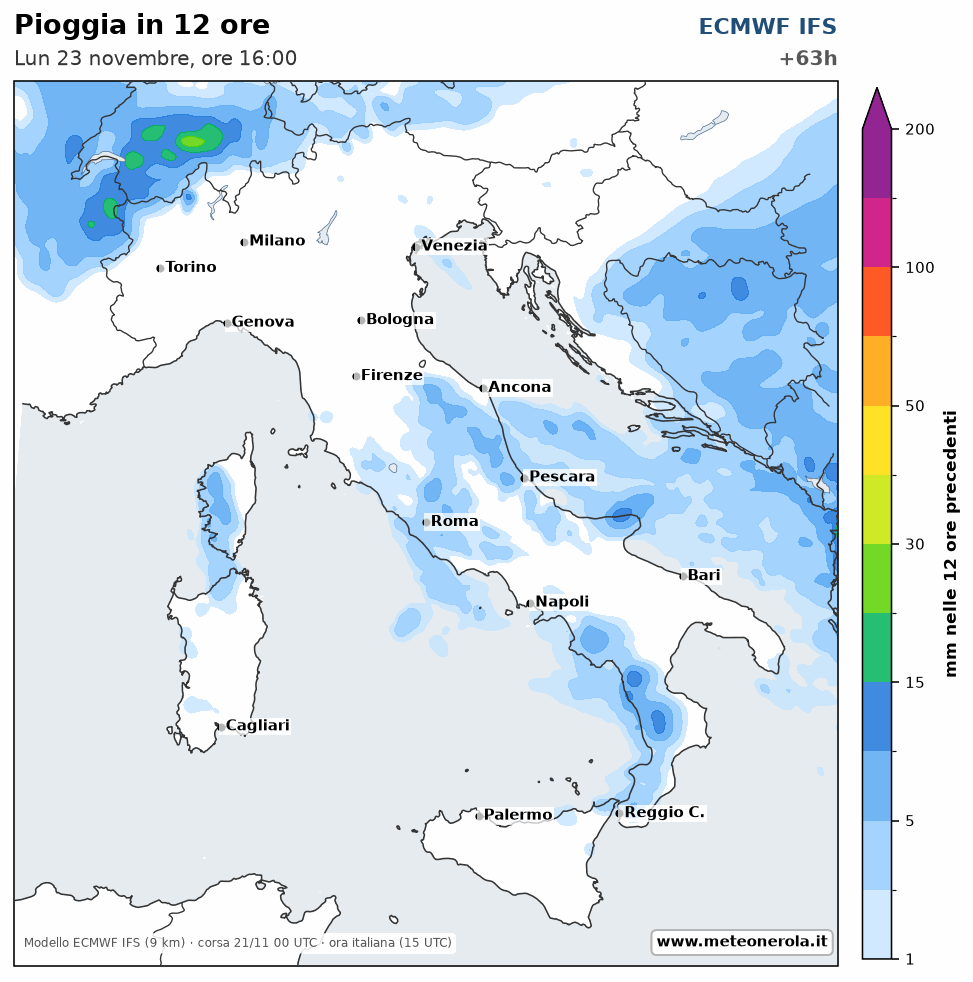 Pioggia in 12 ore
ECMWF IFS
Lun 23 novembre, ore 16:00
+63h
Milano
Venezia
Torino
Genova
Bologna
Firenze
Ancona
Pescara
Roma
Bari
Napoli
Cagliari
Palermo
Reggio C.
200
100
50
30
15
5
1
mm nelle 12 ore precedenti
Modello ECMWF IFS (9 km) · corsa 21/11 00 UTC · ora italiana (15 UTC)
www.meteonerola.it